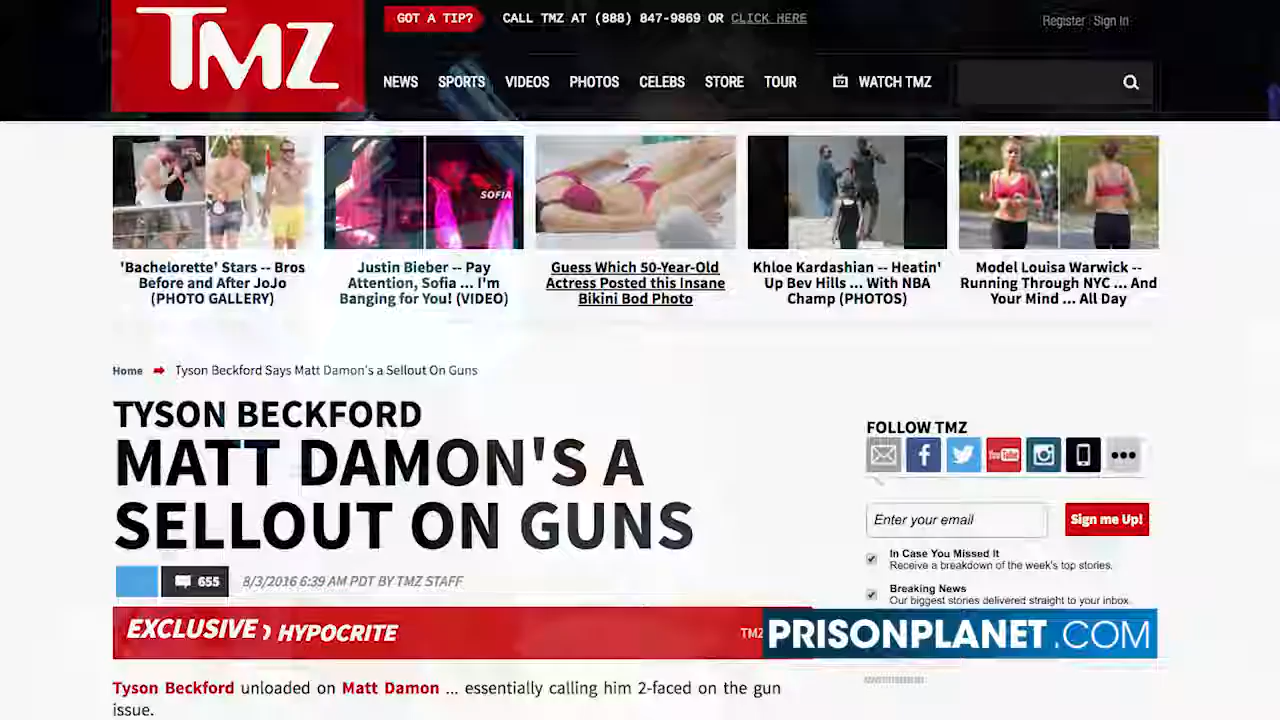 TMZ
GOT A TIP?
CALL TMZ AT (888) 847-9869 OR CLICK HERE
Register Sign In
NEWS SPORTS VIDEOS PHOTOS CELEBS STORE TOUR WATCH TMZ
SOFIA
'Bachelorette' Stars -- Bros
Before and After JoJo
(PHOTO GALLERY)
Justin Bieber -- Pay
Attention, Sofia ... I'm
Banging for You! (VIDEO)
Guess Which 50-Year-Old
Actress Posted this Insane
Bikini Bod Photo
Khloe Kardashian -- Heatin'
Up Bev Hills ... With NBA
Champ (PHOTOS)
Model Louisa Warwick --
Running Through NYC ... And
Your Mind ... All Day
Home Tyson Beckford Says Matt Damon's a Sellout On Guns
TYSON BECKFORD
MATT DAMON'S A
SELLOUT ON GUNS
655 8/3/2016 6:39 AM PDT BY TMZ STAFF
EXCLUSIVE HYPOCRITE
TMZ
Tyson Beckford unloaded on Matt Damon ... essentially calling him 2-faced on the gun
issue.
FOLLOW TMZ
You Tube
Enter your email
Sign me Up!
In Case You Missed It
Receive a breakdown of the week's top stories.
Breaking News
Our biggest stories delivered straight to your inbox.
PRISONPLANET.COM